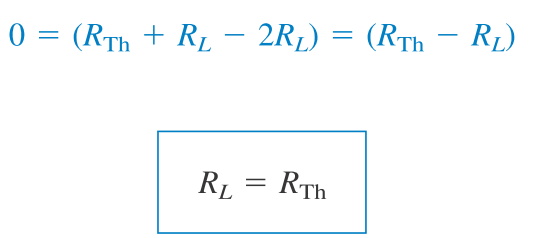 0 = (R_Th + R_L − 2R_L) = (R_Th − R_L)
R_L = R_Th